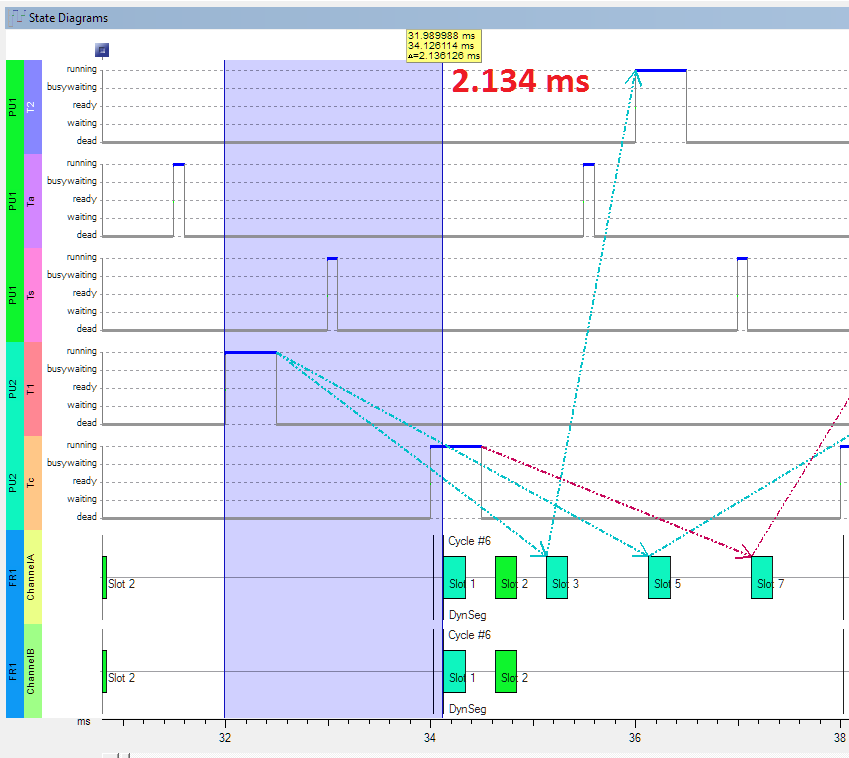 State Diagrams
31.989988 ms
34.126114 ms
Δ=2.136126 ms
2.134 ms
PU1
T2
running
busywaiting
ready
waiting
dead
PU1
Ta
running
busywaiting
ready
waiting
dead
PU1
Ts
running
busywaiting
ready
waiting
dead
PU2
T1
running
busywaiting
ready
waiting
dead
PU2
Tc
running
busywaiting
ready
waiting
dead
FR1
ChannelA
Cycle #6
Slot 2
Slot 1
Slot 2
Slot 3
Slot 5
Slot 7
DynSeg
FR1
ChannelB
Cycle #6
Slot 2
Slot 1
Slot 2
DynSeg
ms
32
34
36
38